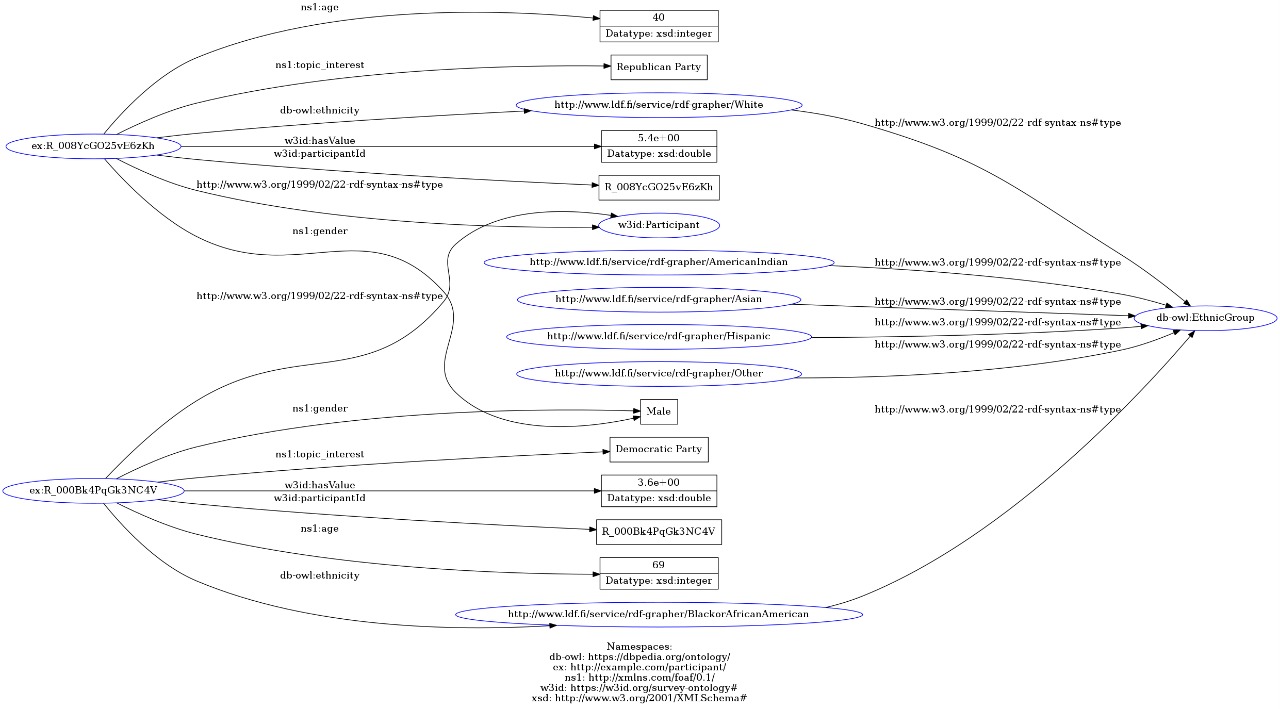 ns1:age
40
Datatype: xsd:integer
ns1:topic_interest
Republican Party
db-owl:ethnicity
http://www.ldf.fi/service/rdf-grapher/White
http://www.w3.org/1999/02/22-rdf-syntax-ns#type
ex:R_008YcGO25vE6zKh
w3id:hasValue
5.4e+00
Datatype: xsd:double
w3id:participantId
R_008YcGO25vE6zKh
http://www.w3.org/1999/02/22-rdf-syntax-ns#type
w3id:Participant
ns1:gender
http://www.ldf.fi/service/rdf-grapher/AmericanIndian
http://www.w3.org/1999/02/22-rdf-syntax-ns#type
http://www.w3.org/1999/02/22-rdf-syntax-ns#type
http://www.ldf.fi/service/rdf-grapher/Asian
http://www.w3.org/1999/02/22-rdf-syntax-ns#type
db-owl:EthnicGroup
http://www.ldf.fi/service/rdf-grapher/Hispanic
http://www.w3.org/1999/02/22-rdf-syntax-ns#type
http://www.ldf.fi/service/rdf-grapher/Other
http://www.w3.org/1999/02/22-rdf-syntax-ns#type
ns1:gender
Male
http://www.w3.org/1999/02/22-rdf-syntax-ns#type
ns1:topic_interest
Democratic Party
ex:R_000Bk4PqGk3NC4V
w3id:hasValue
3.6e+00
Datatype: xsd:double
w3id:participantId
R_000Bk4PqGk3NC4V
ns1:age
69
Datatype: xsd:integer
db-owl:ethnicity
http://www.ldf.fi/service/rdf-grapher/BlackorAfricanAmerican
Namespaces:
db-owl: https://dbpedia.org/ontology/
ex: http://example.com/participant/
ns1: http://xmlns.com/foaf/0.1/
w3id: https://w3id.org/survey-ontology#
xsd: http://www.w3.org/2001/XMLSchema#